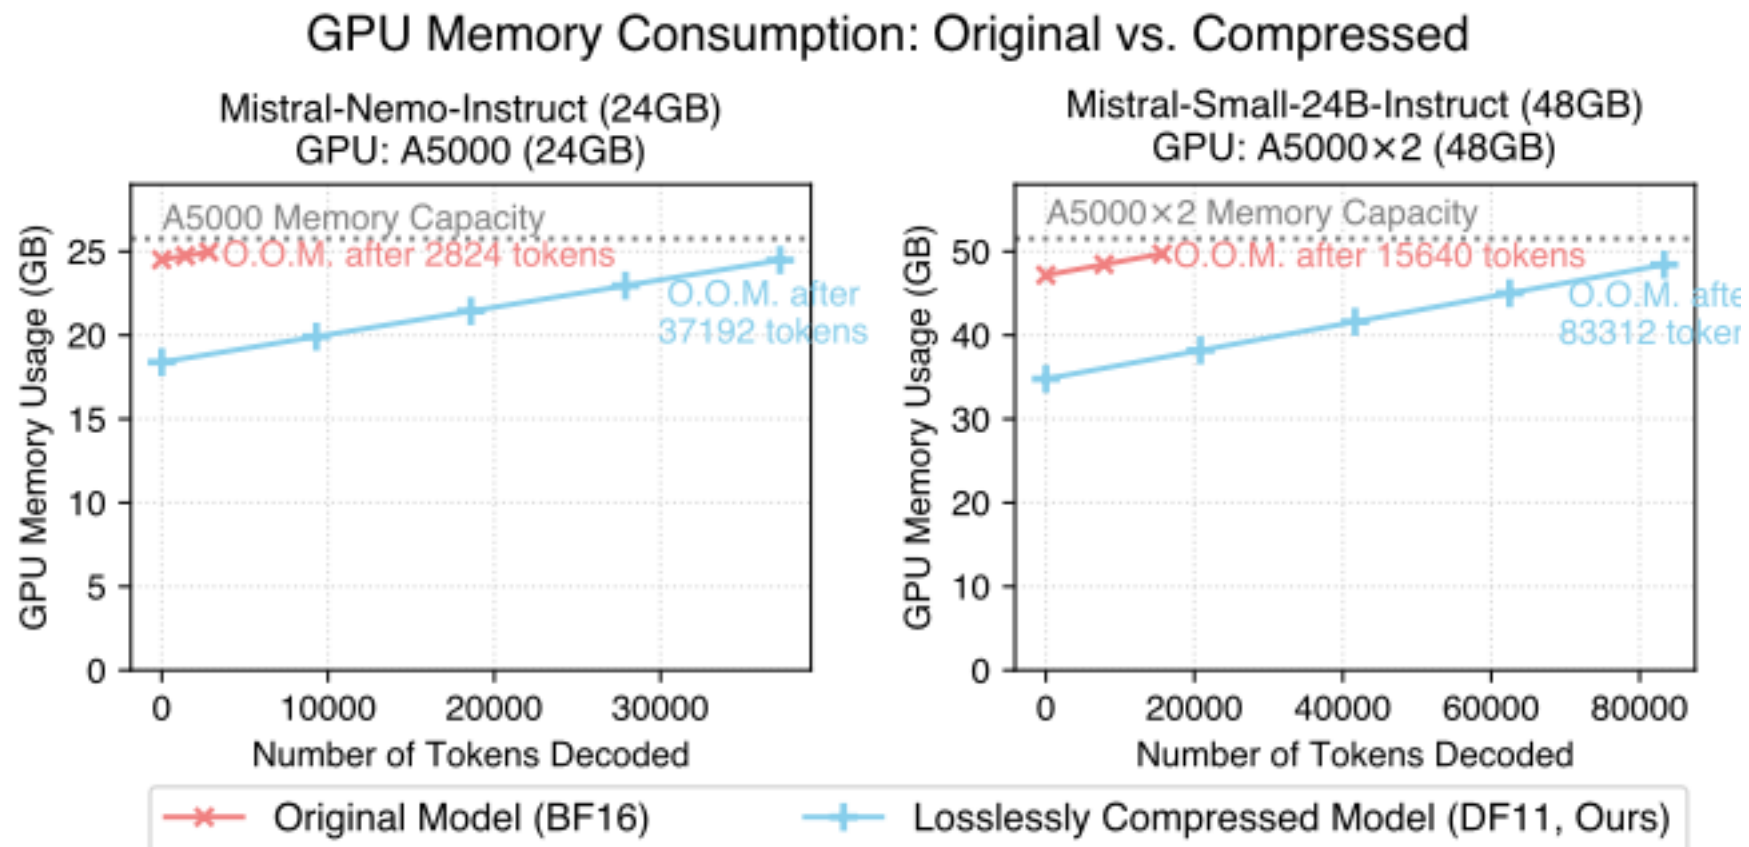 GPU Memory Consumption: Original vs. Compressed
Mistral-Nemo-Instruct (24GB)
GPU: A5000 (24GB)
A5000 Memory Capacity
O.O.M. after 2824 tokens
O.O.M. after
37192 tokens
GPU Memory Usage (GB)
25
20
15
10
5
0
0 10000 20000 30000
Number of Tokens Decoded
Mistral-Small-24B-Instruct (48GB)
GPU: A5000×2 (48GB)
A5000×2 Memory Capacity
O.O.M. after 15640 tokens
O.O.M. afte
83312 toker
GPU Memory Usage (GB)
50
40
30
20
10
0
0 20000 40000 60000 80000
Number of Tokens Decoded
Original Model (BF16)
Losslessly Compressed Model (DF11, Ours)